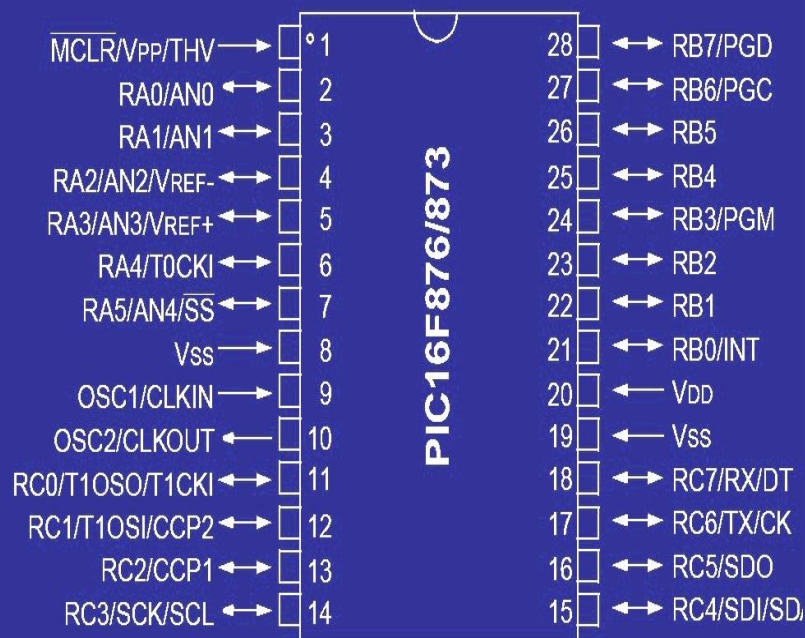 MCLR/VPP/THV 1 28 RB7/PGD
RA0/AN0 2 27 RB6/PGC
RA1/AN1 3 26 RB5
RA2/AN2/VREF- 4 25 RB4
RA3/AN3/VREF+ 5 24 RB3/PGM
RA4/T0CKI 6 23 RB2
RA5/AN4/SS 7 22 RB1
VSS 8 21 RB0/INT
OSC1/CLKIN 9 20 VDD
OSC2/CLKOUT 10 19 VSS
RC0/T1OSO/T1CKI 11 18 RC7/RX/DT
RC1/T1OSI/CCP2 12 17 RC6/TX/CK
RC2/CCP1 13 16 RC5/SDO
RC3/SCK/SCL 14 15 RC4/SDI/SD
PIC16F876/873